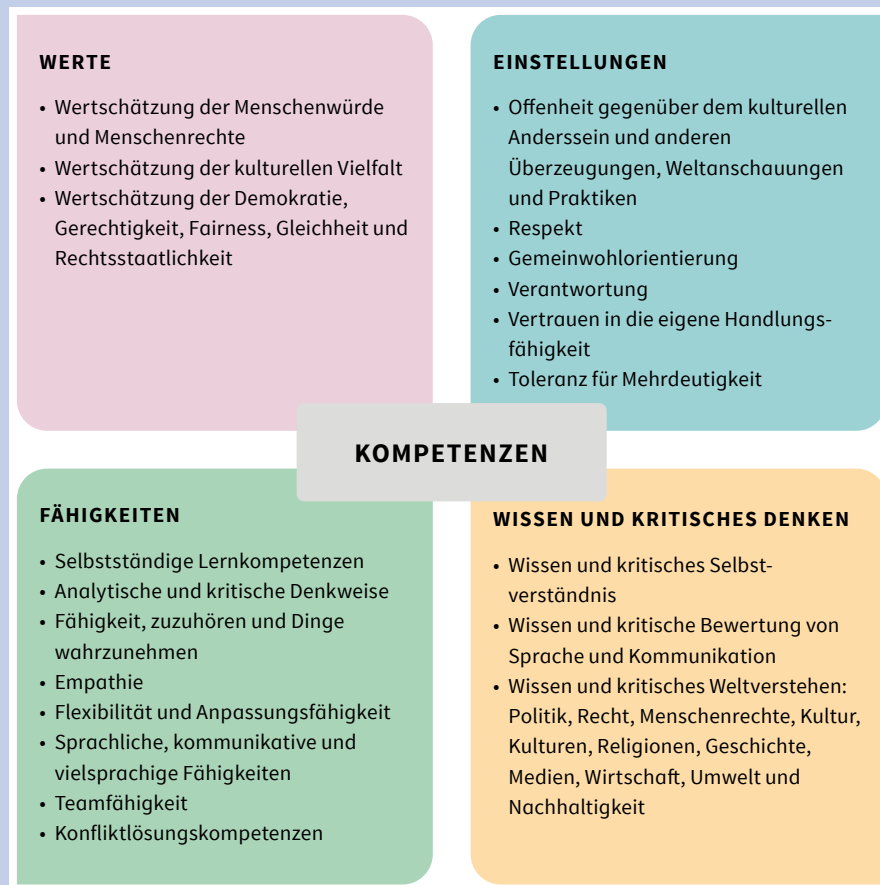 WERTE
• Wertschätzung der Menschenwürde
und Menschenrechte
• Wertschätzung der kulturellen Vielfalt
• Wertschätzung der Demokratie,
Gerechtigkeit, Fairness, Gleichheit und
Rechtsstaatlichkeit
EINSTELLUNGEN
• Offenheit gegenüber dem kulturellen
Anderssein und anderen
Überzeugungen, Weltanschauungen
und Praktiken
• Respekt
• Gemeinwohlorientierung
• Verantwortung
• Vertrauen in die eigene Handlungs-
fähigkeit
• Toleranz für Mehrdeutigkeit
KOMPETENZEN
FÄHIGKEITEN
• Selbstständige Lernkompetenzen
• Analytische und kritische Denkweise
• Fähigkeit, zuzuhören und Dinge
wahrzunehmen
• Empathie
• Flexibilität und Anpassungsfähigkeit
• Sprachliche, kommunikative und
vielsprachige Fähigkeiten
• Teamfähigkeit
• Konfliktlösungskompetenzen
WISSEN UND KRITISCHES DENKEN
• Wissen und kritisches Selbst-
verständnis
• Wissen und kritische Bewertung von
Sprache und Kommunikation
• Wissen und kritisches Weltverstehen:
Politik, Recht, Menschenrechte, Kultur,
Kulturen, Religionen, Geschichte,
Medien, Wirtschaft, Umwelt und
Nachhaltigkeit